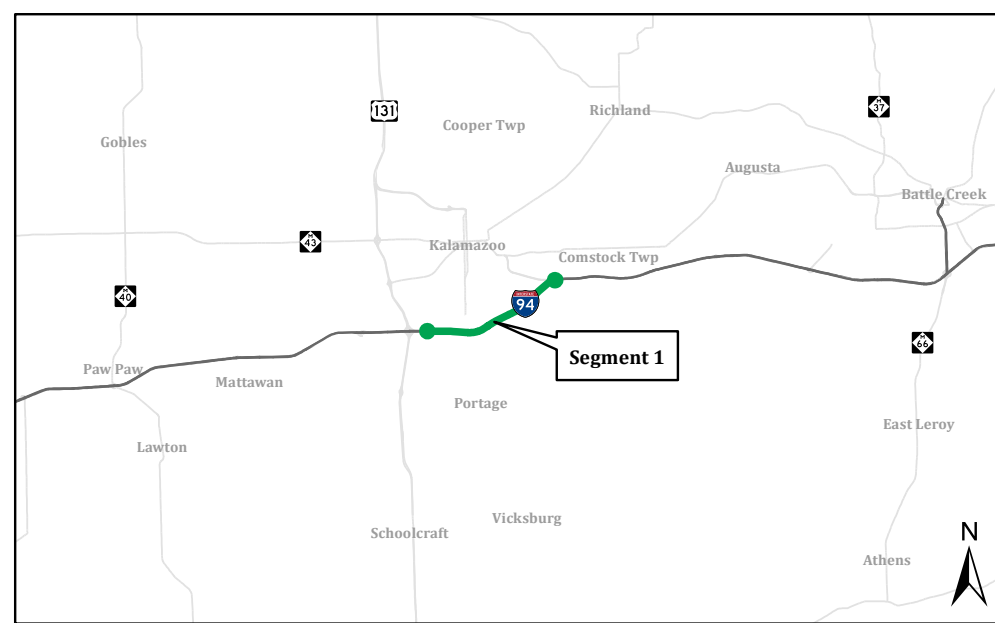 131
Richland
M
37
Cooper Twp
Gobles
Augusta
Battle Creek
M
43
Kalamazoo
Comstock Twp
M
40
94
M
66
Segment 1
Paw Paw
Mattawan
Portage
East Leroy
Lawton
Vicksburg
Schoolcraft
N
Athens